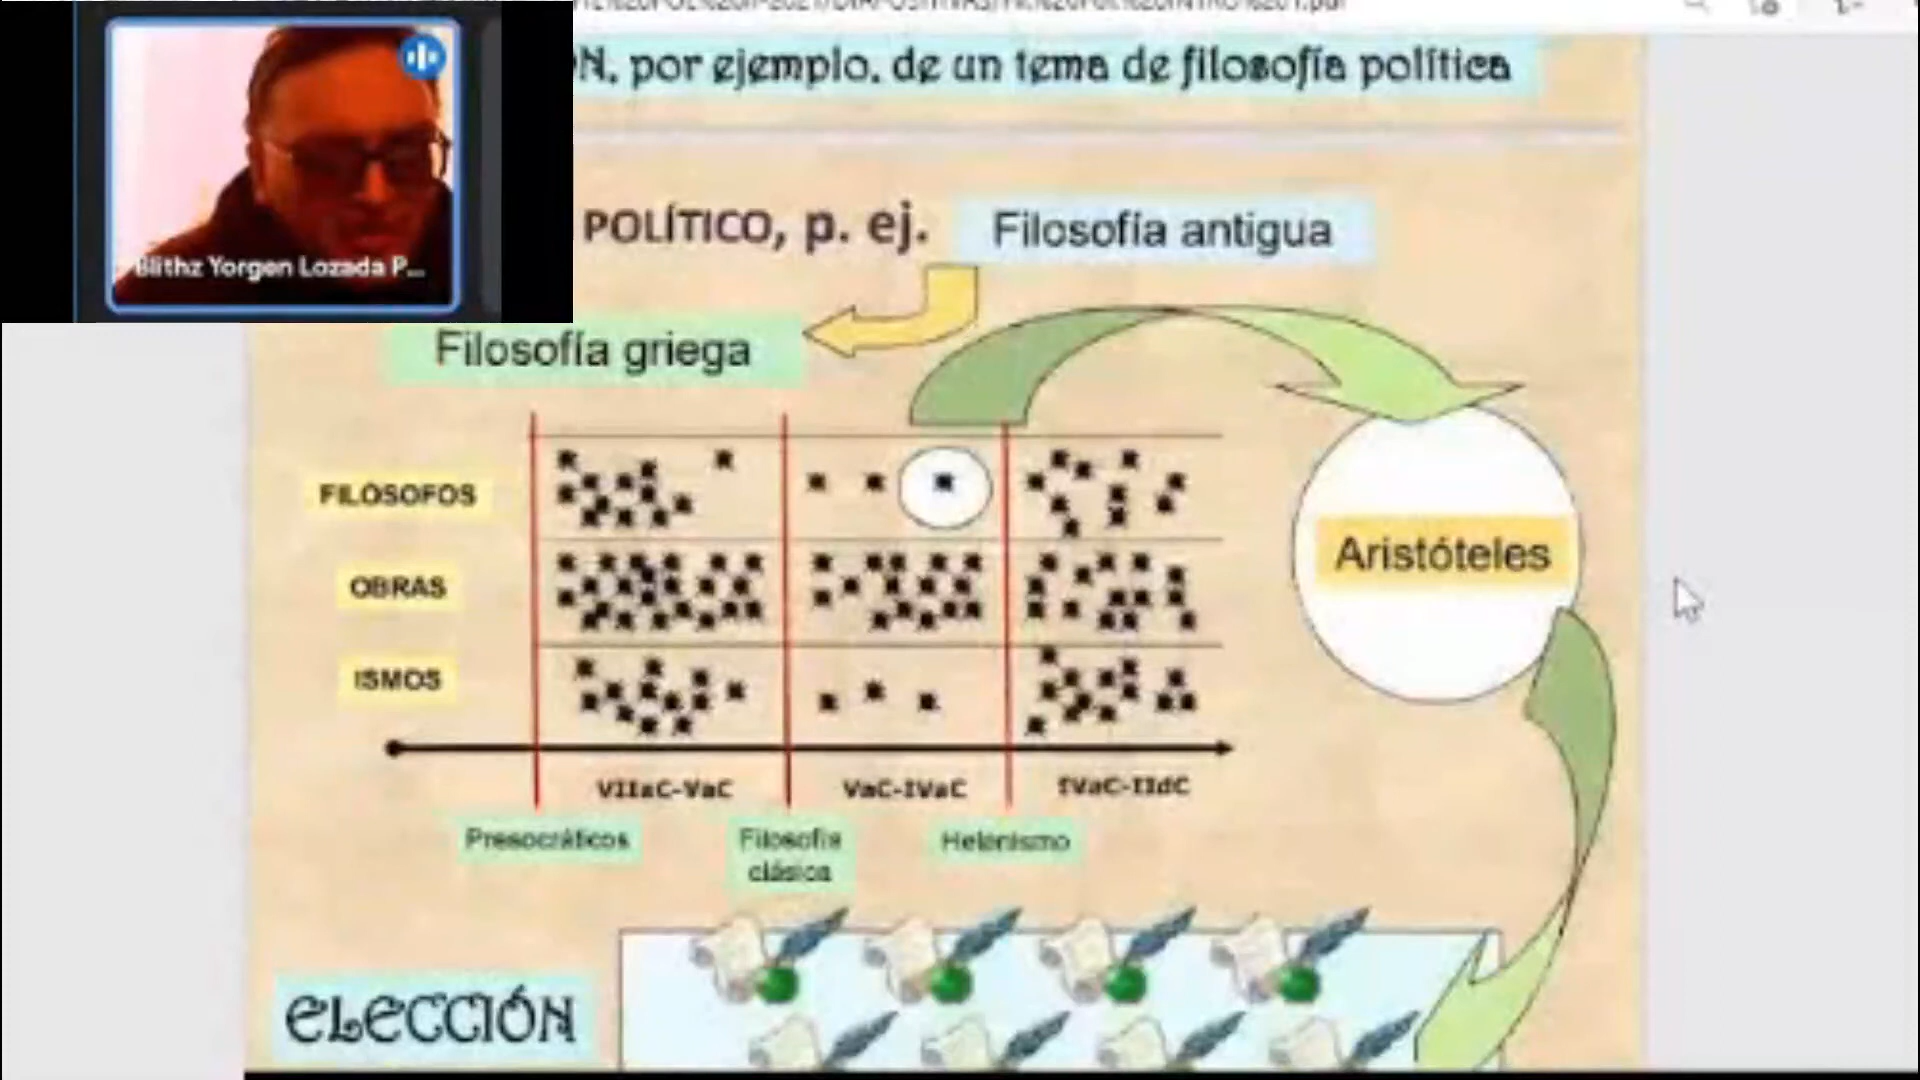 N, por ejemplo, de un tema de filosofía política
Blithz Yorgen Lozada P...
POLÍTICO, p. ej.
Filosofía antigua
Filosofía griega
FILOSOFOS
OBRAS
ISMOS
Aristóteles
VIIaC-VaC
VaC-IVaC
IVaC-IIdC
Presocráticos
Filosofía
clásica
Helenismo
ELECCIÓN